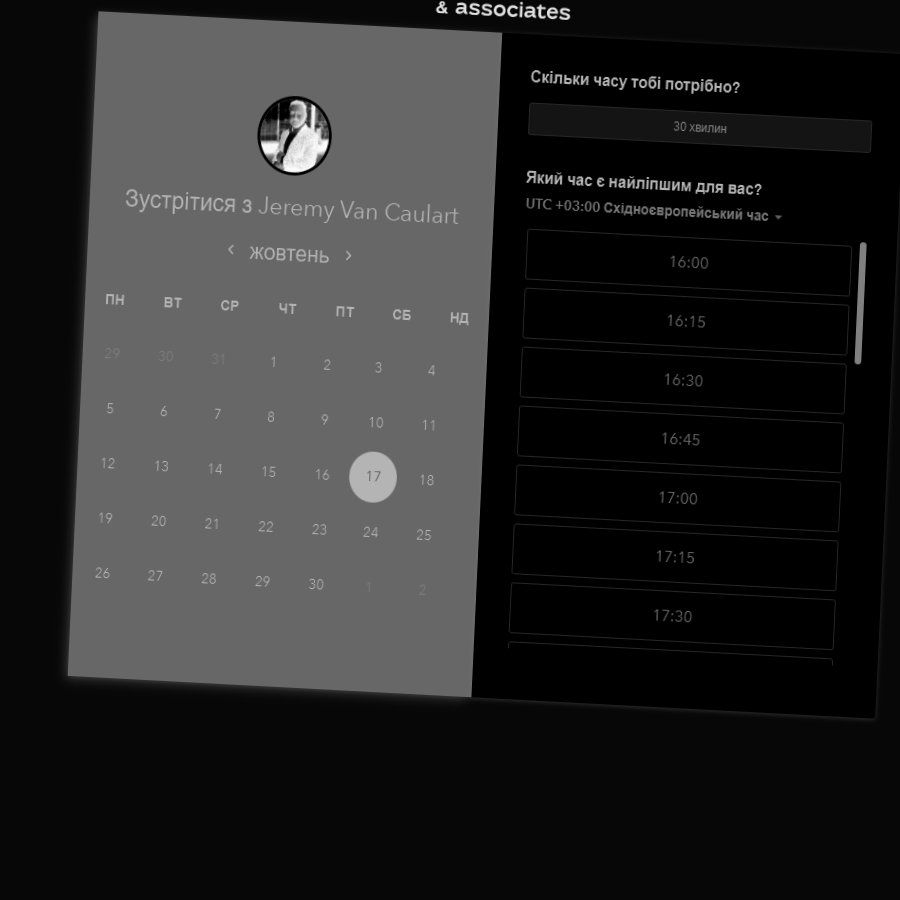 & associates
Зустрітися з Jeremy Van Caulart
жовтень
ПН ВТ СР ЧТ ПТ СБ НД
29 30 31 1 2 3 4
5 6 7 8 9 10 11
12 13 14 15 16 17 18
19 20 21 22 23 24 25
26 27 28 29 30 1 2
Скільки часу тобі потрібно?
30 хвилин
Який час є найліпшим для вас?
UTC +03:00 Східноєвропейський час
16:00
16:15
16:30
16:45
17:00
17:15
17:30